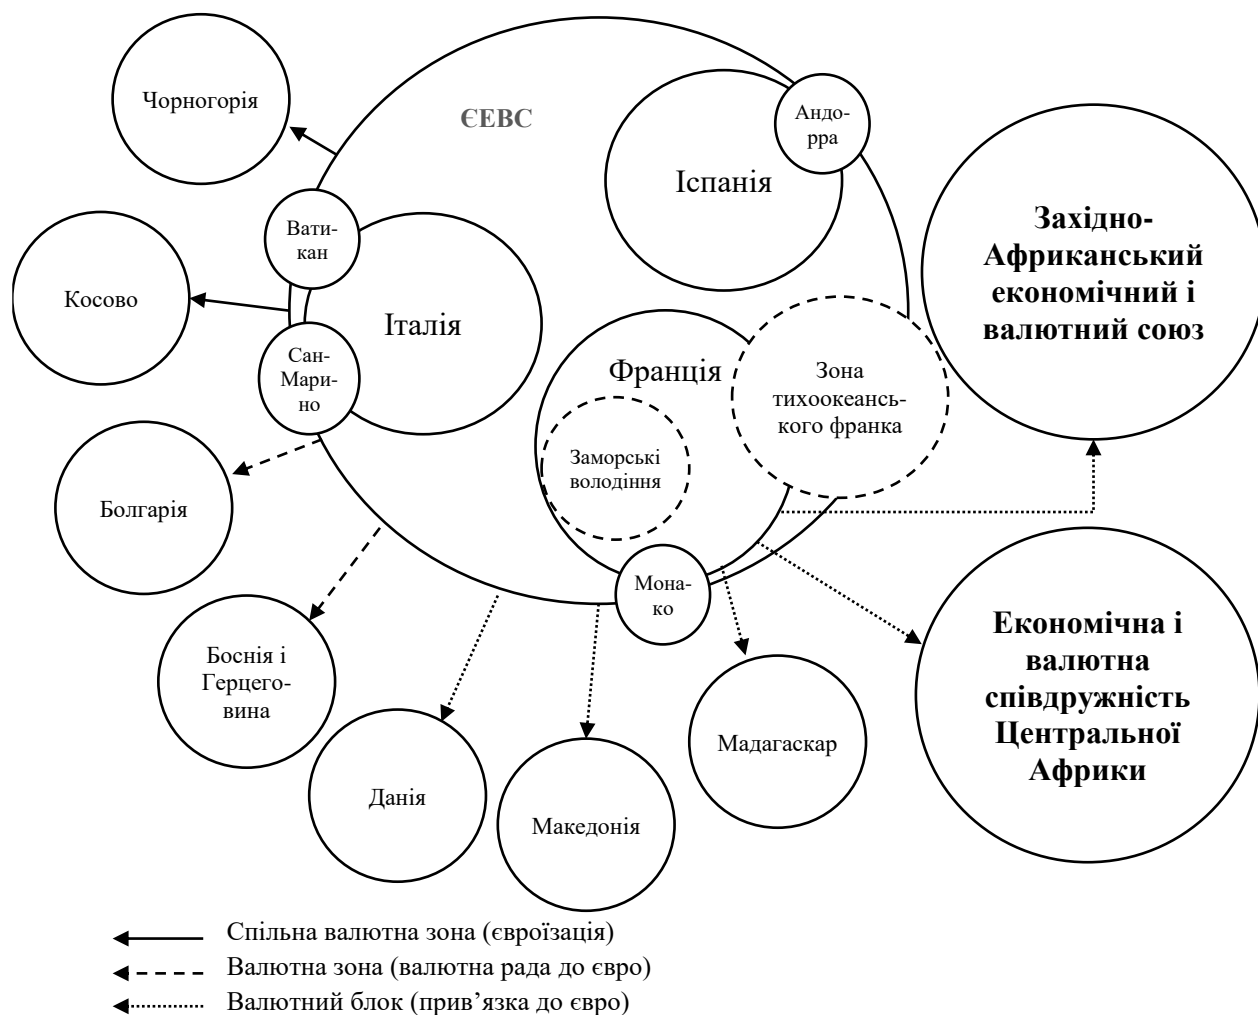 Чорногорія
ЄЕВС
Андо-
рра
Іспанія
Вати-
кан
Західно-
Африканський
економічний і
валютний союз
Косово
Італія
Сан-
Мари-
но
Франція
Зона
тихоокеансь-
кого франка
Заморські
володіння
Болгарія
Мона-
ко
Боснія і
Герцего-
вина
Економічна і
валютна
співдружність
Центральної
Африки
Мадагаскар
Данія
Македонія
Спільна валютна зона (євроїзація)
Валютна зона (валютна рада до євро)
Валютний блок (прив’язка до євро)